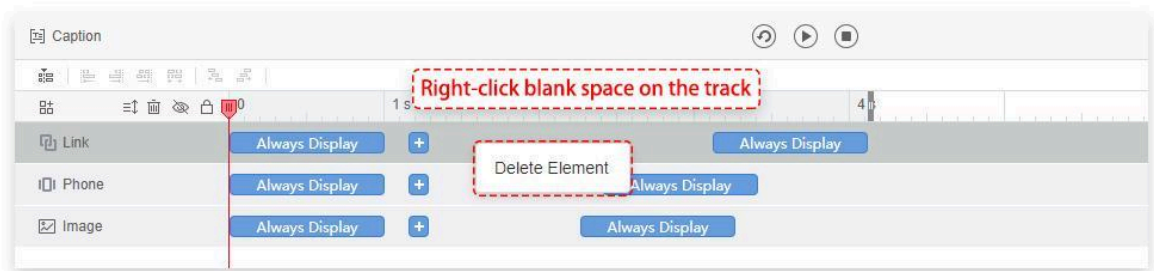 Caption
Right-click blank space on the track
0
1 s
4 s
Link
Always Display
Always Display
Delete Element
Phone
Always Display
Always Display
Image
Always Display
Always Display